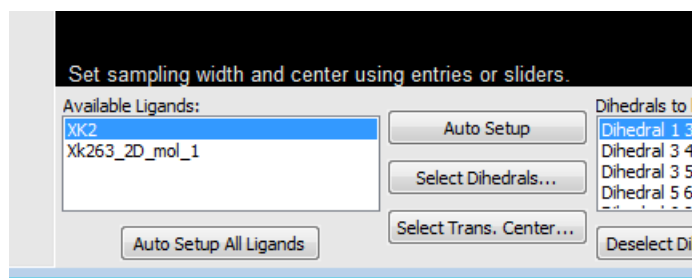 Set sampling width and center using entries or sliders.
Available Ligands:
XK2
Xk263_2D_mol_1
Auto Setup All Ligands
Auto Setup
Select Dihedrals...
Select Trans. Center...
Dihedrals to
Dihedral 1 3
Dihedral 3 4
Dihedral 3 5
Dihedral 5 6
Deselect Di